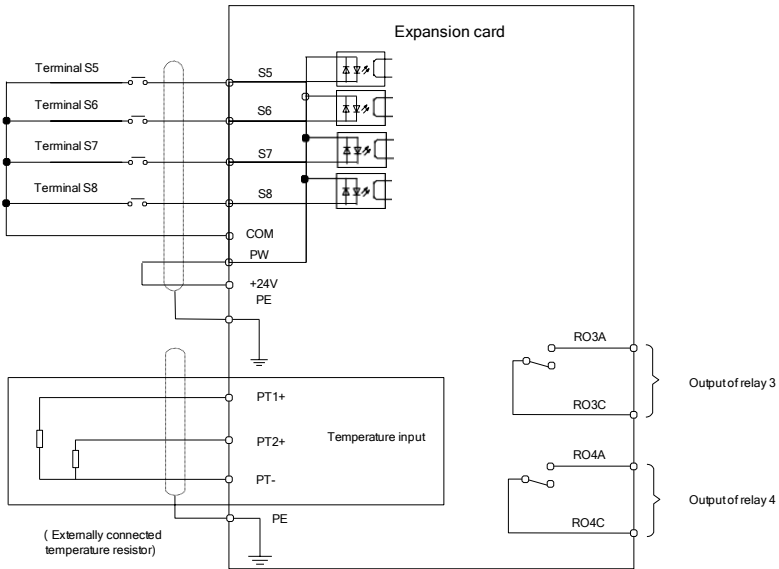 Expansion card
Terminal S5
S5
Terminal S6
S6
Terminal S7
S7
Terminal S8
S8
COM
PW
+24V
PE
RO3A
Output of relay 3
RO3C
PT1+
PT2+
Temperature input
PT-
RO4A
Output of relay 4
RO4C
PE
( Externally connected
temperature resistor)